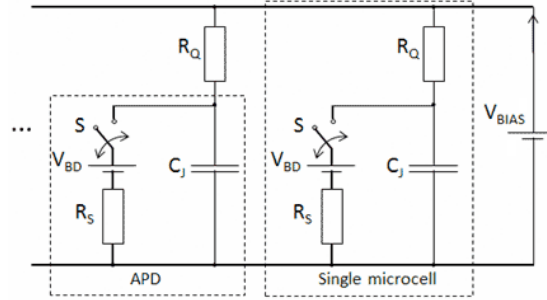 R_Q
R_Q
S
S
V_BIAS
...
V_BD
C_J
V_BD
C_J
R_S
R_S
APD
Single microcell